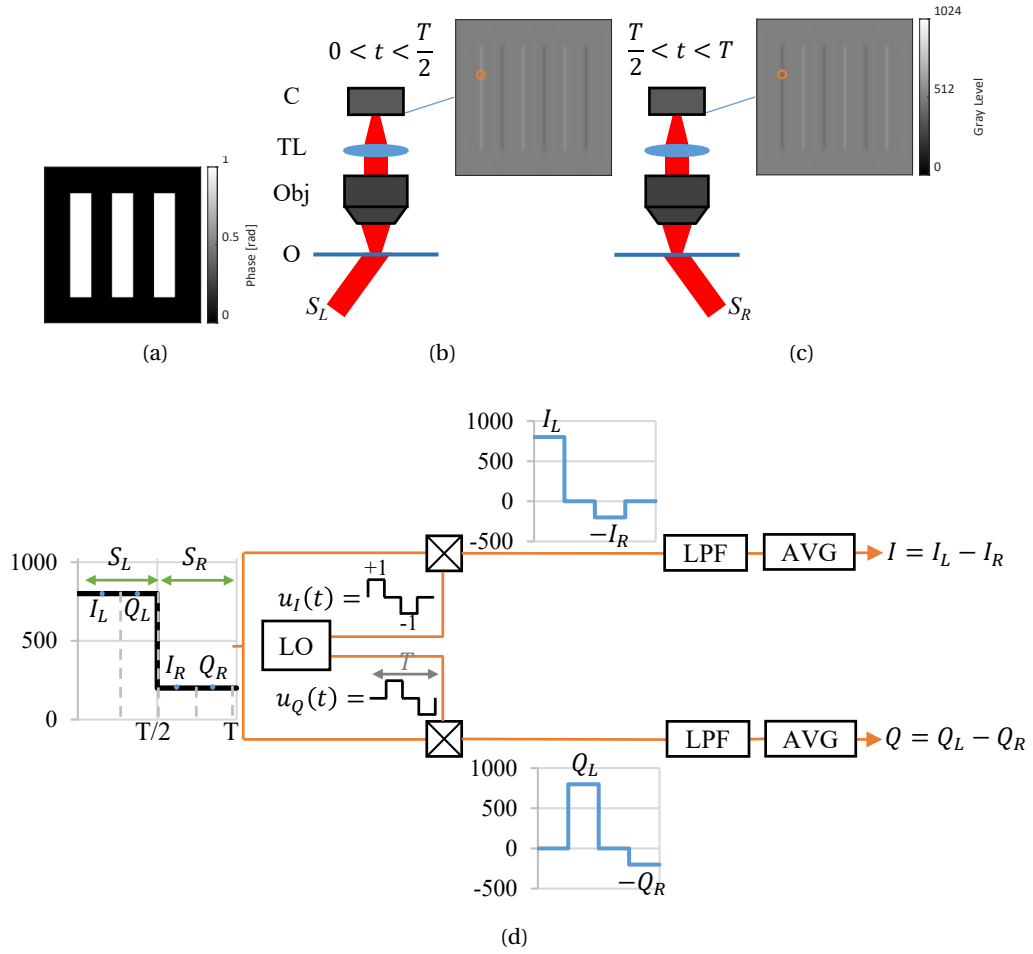 1
0.5
0
Phase [rad]
(a)
0 < t < T/2
C
TL
Obj
O
S_L
(b)
T/2 < t < T
S_R
1024
512
0
Gray Level
(c)
1000
500
0
-500
I_L
−I_R
1000
500
0
S_L S_R
I_L Q_L
I_R Q_R
T/2 T
u_I(t) =
+1
-1
LO
T
u_Q(t) =
LPF AVG I = I_L − I_R
LPF AVG Q = Q_L − Q_R
1000
500
0
-500
Q_L
−Q_R
(d)